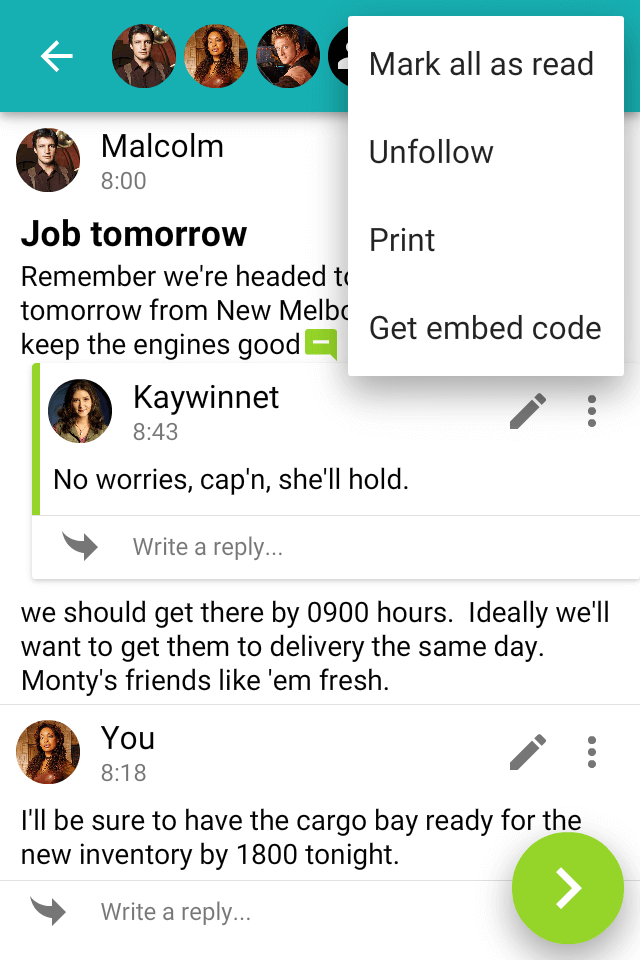 Mark all as read
Unfollow
Print
Get embed code
Malcolm
8:00
Job tomorrow
Remember we're headed
tomorrow from New
keep the engines good
Kaywinnet
8:43
No worries, cap'n, she'll hold.
Write a reply...
we should get there by 0900 hours. Ideally we'll
want to get them to delivery the same day.
Monty's friends like 'em fresh.
You
8:18
I'll be sure to have the cargo bay ready for the
new inventory by 1800 tonight.
Write a reply...